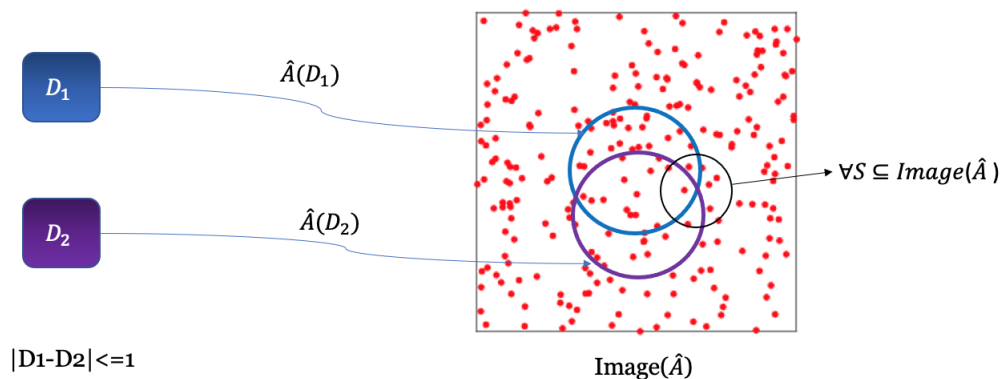 D₁
Â(D₁)
∀S ⊆ Image(Â )
D₂
Â(D₂)
|D1-D2|<=1
Image(Â)